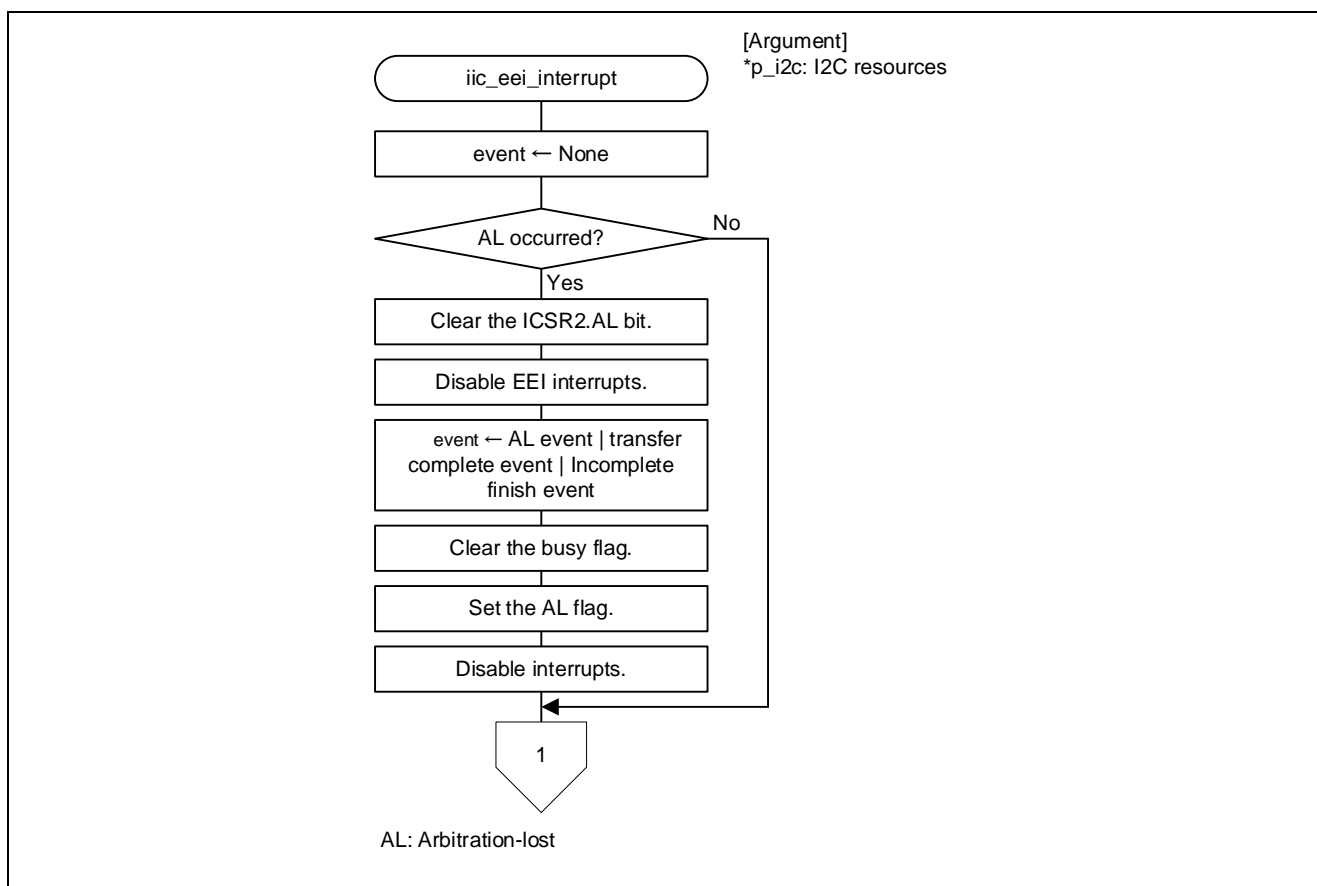 [Argument]
*p_i2c: I2C resources
iic_eei_interrupt
event ← None
AL occurred?
No
Yes
Clear the ICSR2.AL bit.
Disable EEI interrupts.
event ← AL event | transfer
complete event | Incomplete
finish event
Clear the busy flag.
Set the AL flag.
Disable interrupts.
1
AL: Arbitration-lost